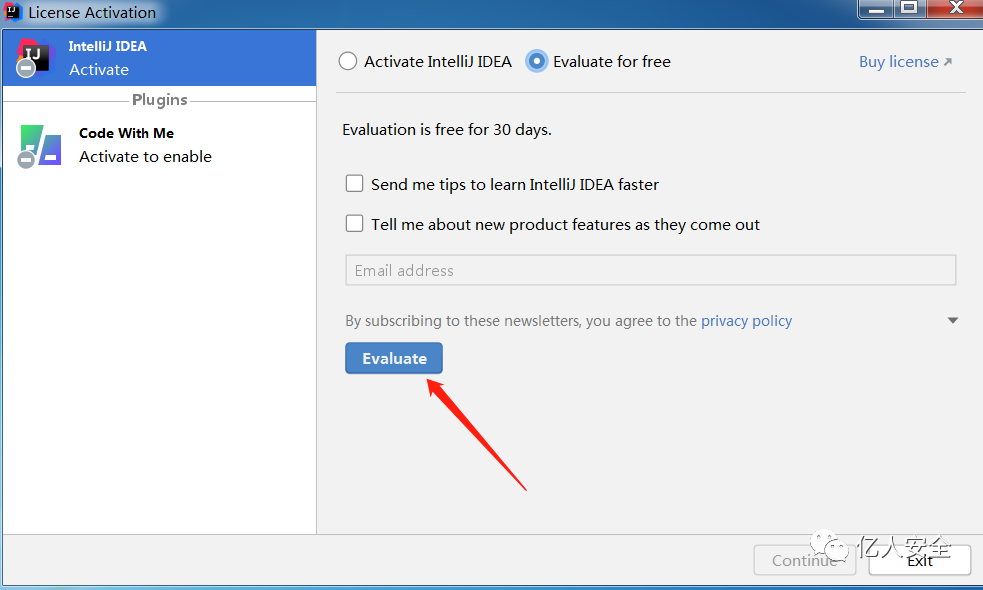 License Activation
IntelliJ IDEA
Activate
Plugins
Code With Me
Activate to enable
Activate IntelliJ IDEA
Evaluate for free
Buy license
Evaluation is free for 30 days.
Send me tips to learn IntelliJ IDEA faster
Tell me about new product features as they come out
Email address
By subscribing to these newsletters, you agree to the privacy policy
Evaluate
Continue
Exit
亿人安全